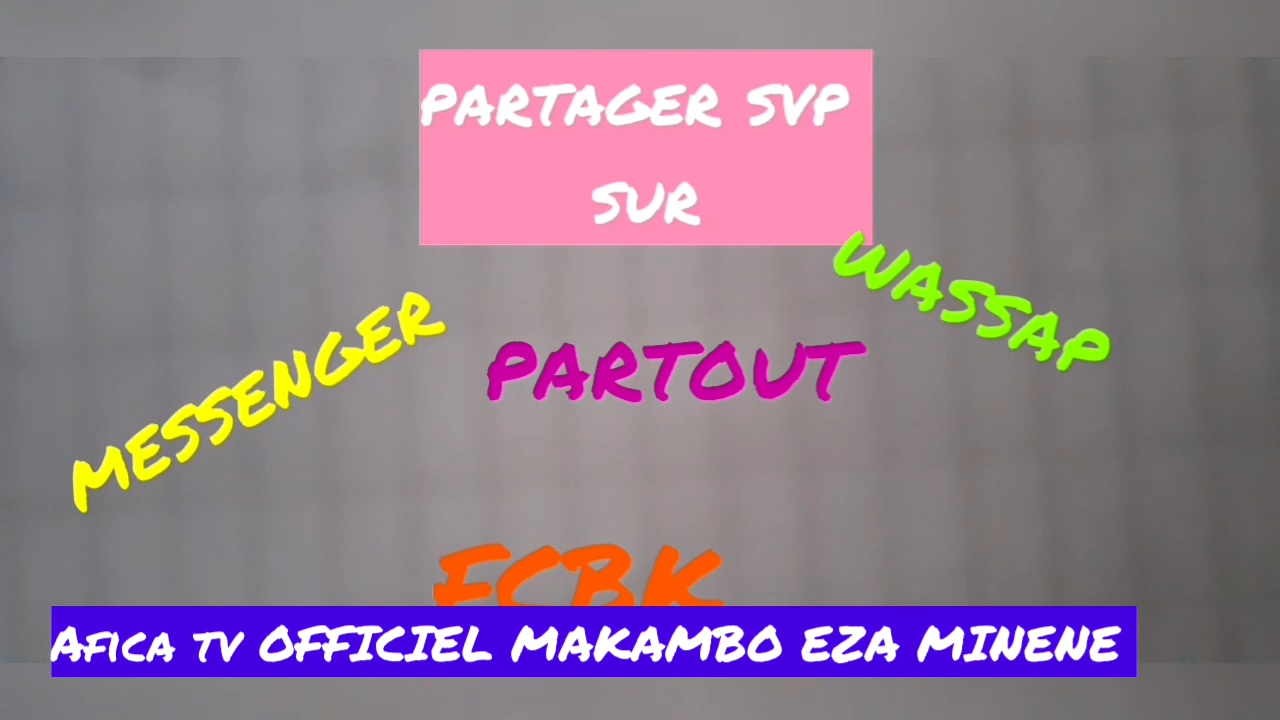 PARTAGER SVP
SUR
WASSAP
MESSENGER
PARTOUT
FCBK
AFICA TV OFFICIEL MAKAMBO EZA MINENE